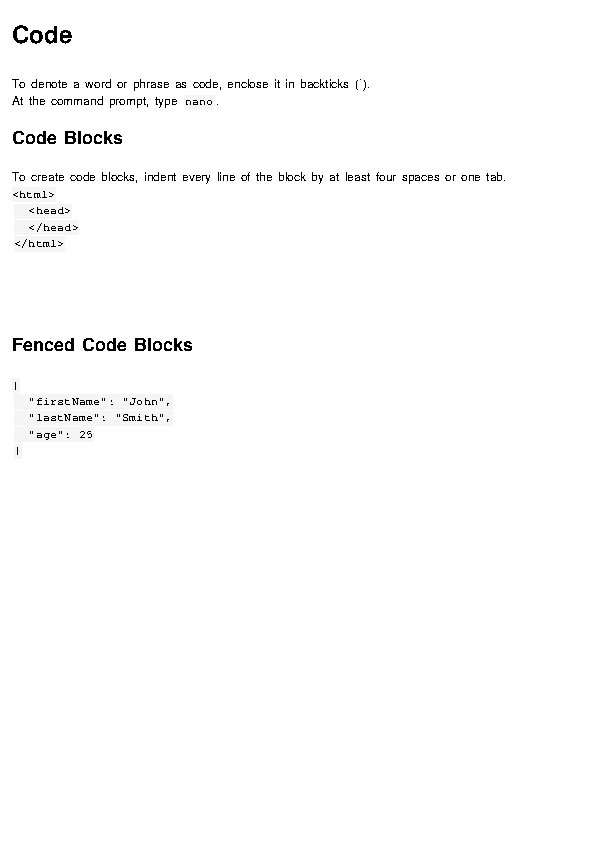 Code
To denote a word or phrase as code, enclose it in backticks (`).
At the command prompt, type nano.
Code Blocks
To create code blocks, indent every line of the block by at least four spaces or one tab.
<html>
  <head>
  </head>
</html>
Fenced Code Blocks
{
  "firstName": "John",
  "lastName": "Smith",
  "age": 25
}